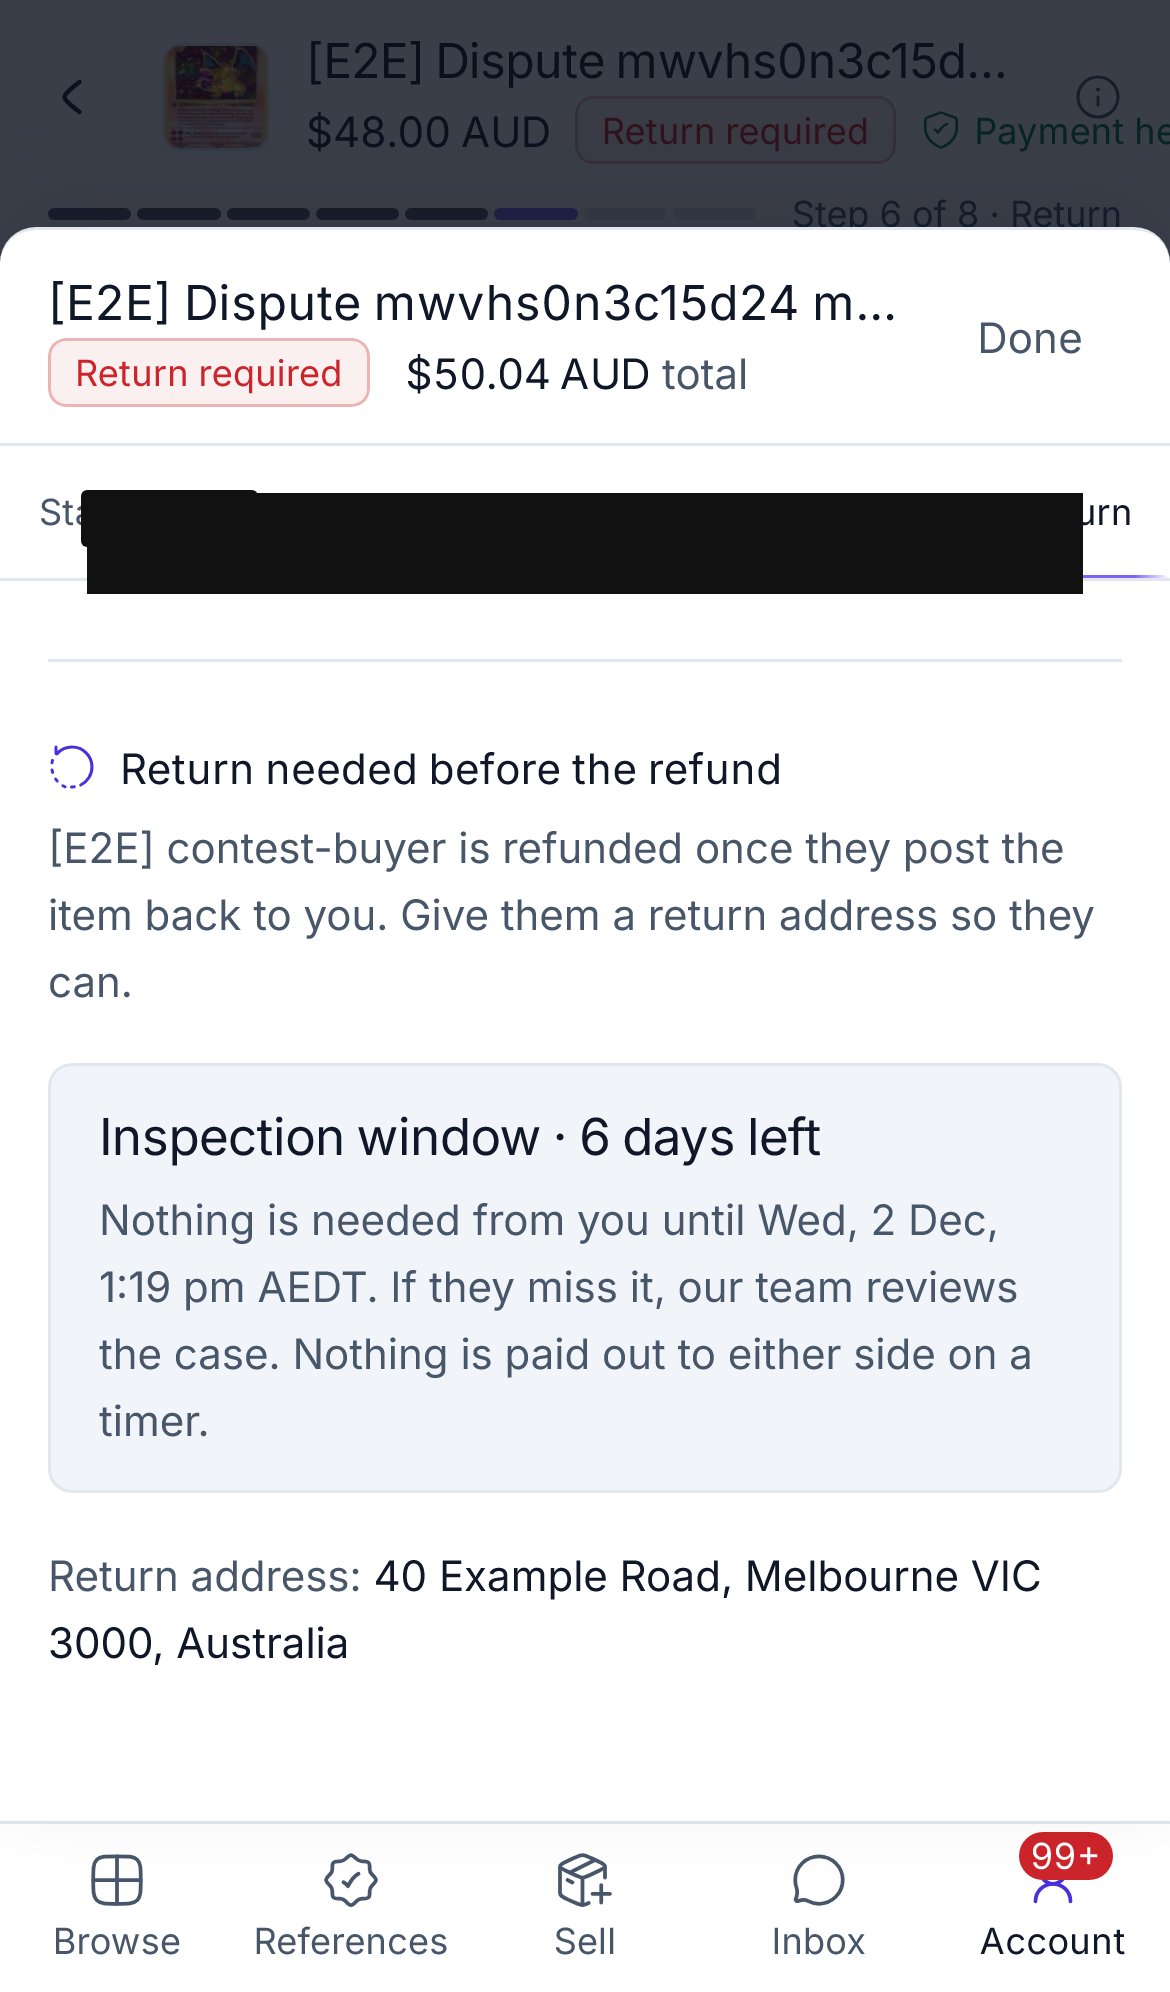 [E2E] Dispute mwvhs0n3c15d...
$48.00 AUD Return required Payment he
Step 6 of 8 · Return
[E2E] Dispute mwvhs0n3c15d24 m...
Return required $50.04 AUD total
Done
Sta urn
Return needed before the refund
[E2E] contest-buyer is refunded once they post the
item back to you. Give them a return address so they
can.
Inspection window · 6 days left
Nothing is needed from you until Wed, 2 Dec,
1:19 pm AEDT. If they miss it, our team reviews
the case. Nothing is paid out to either side on a
timer.
Return address: 40 Example Road, Melbourne VIC
3000, Australia
99+
Browse References Sell Inbox Account